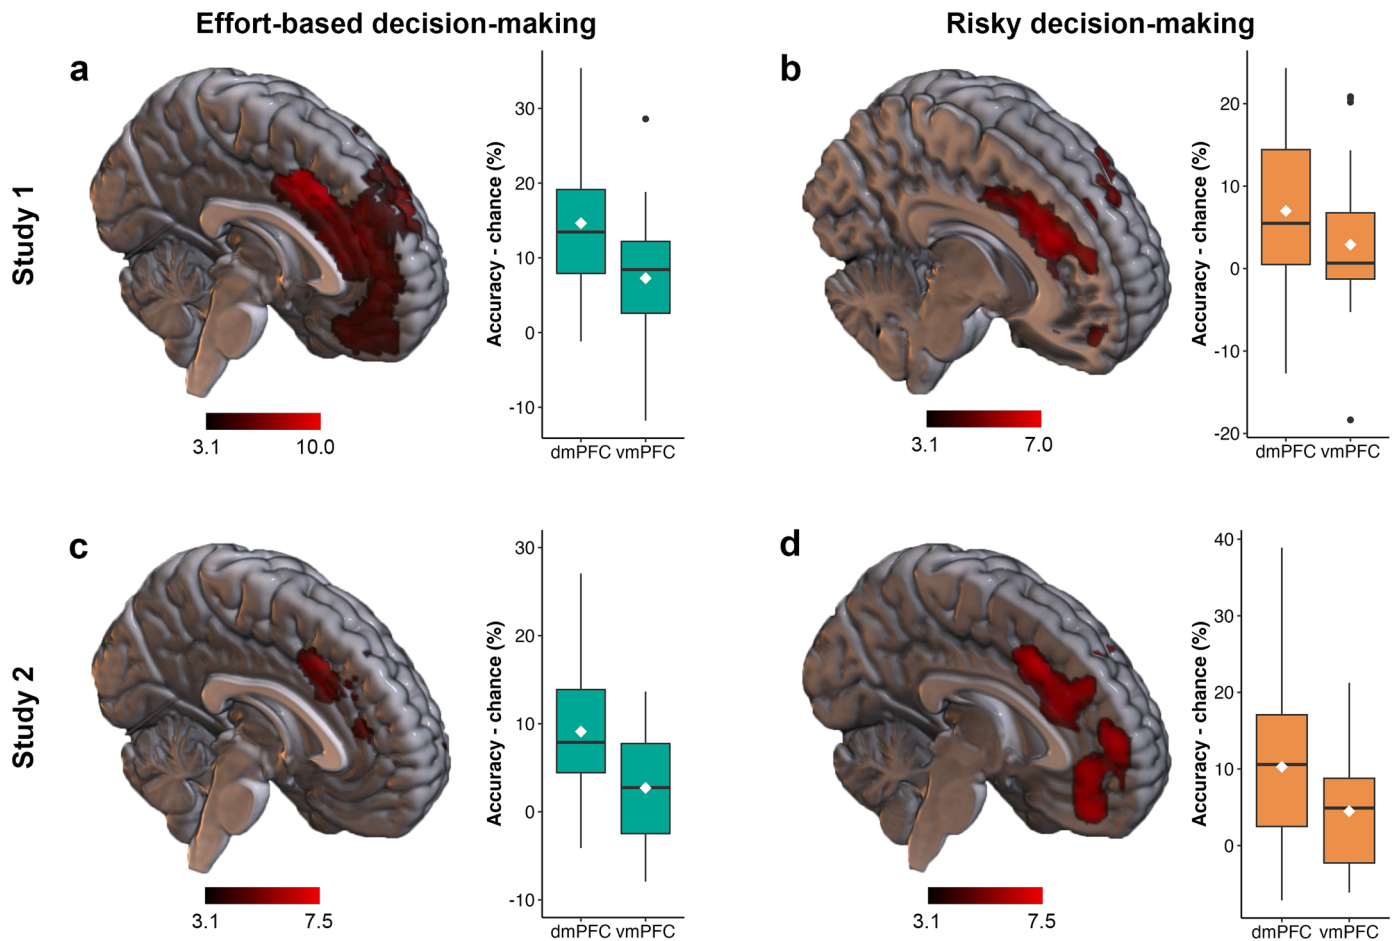 Effort-based decision-making
Risky decision-making
Study 1
a
Accuracy - chance (%)
30
20
10
0
-10
dmPFC vmPFC
3.1 10.0
b
Accuracy - chance (%)
20
10
0
-10
-20
dmPFC vmPFC
3.1 7.0
Study 2
c
Accuracy - chance (%)
30
20
10
0
-10
dmPFC vmPFC
3.1 7.5
d
Accuracy - chance (%)
40
30
20
10
0
dmPFC vmPFC
3.1 7.5